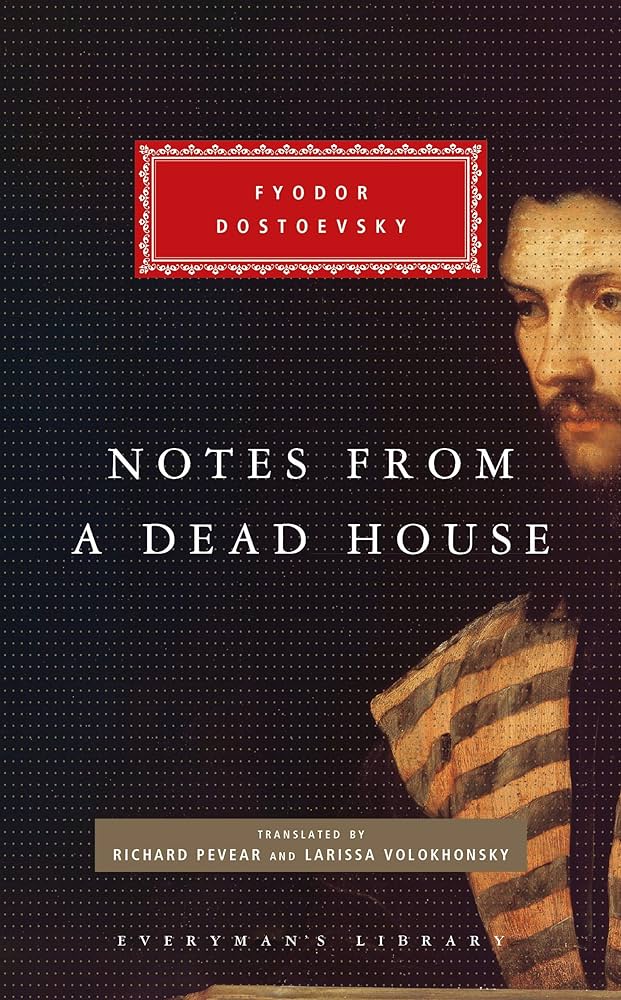 FYODOR
DOSTOEVSKY
NOTES FROM
A DEAD HOUSE
TRANSLATED BY
RICHARD PEVEAR AND LARISSA VOLOKHONSKY
EVERYMAN'S LIBRARY